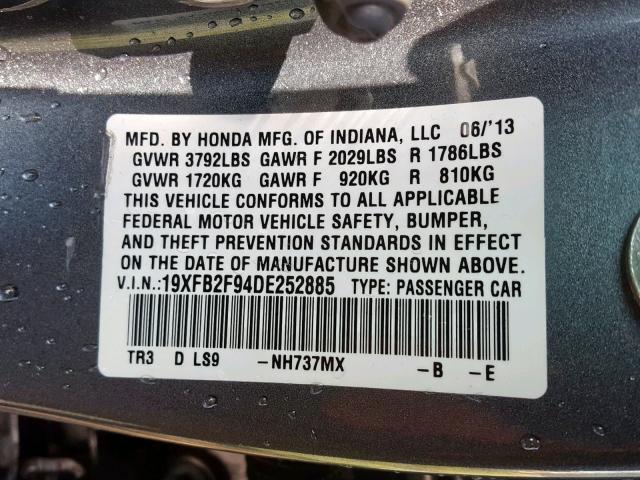 MFD. BY HONDA MFG. OF INDIANA, LLC 06/'13
GVWR 3792LBS GAWR F 2029LBS R 1786LBS
GVWR 1720KG GAWR F 920KG R 810KG
THIS VEHICLE CONFORMS TO ALL APPLICABLE
FEDERAL MOTOR VEHICLE SAFETY, BUMPER,
AND THEFT PREVENTION STANDARDS IN EFFECT
ON THE DATE OF MANUFACTURE SHOWN ABOVE.
V.I.N.:19XFB2F94DE252885 TYPE: PASSENGER CAR
TR3 D LS9 -NH737MX -B -E